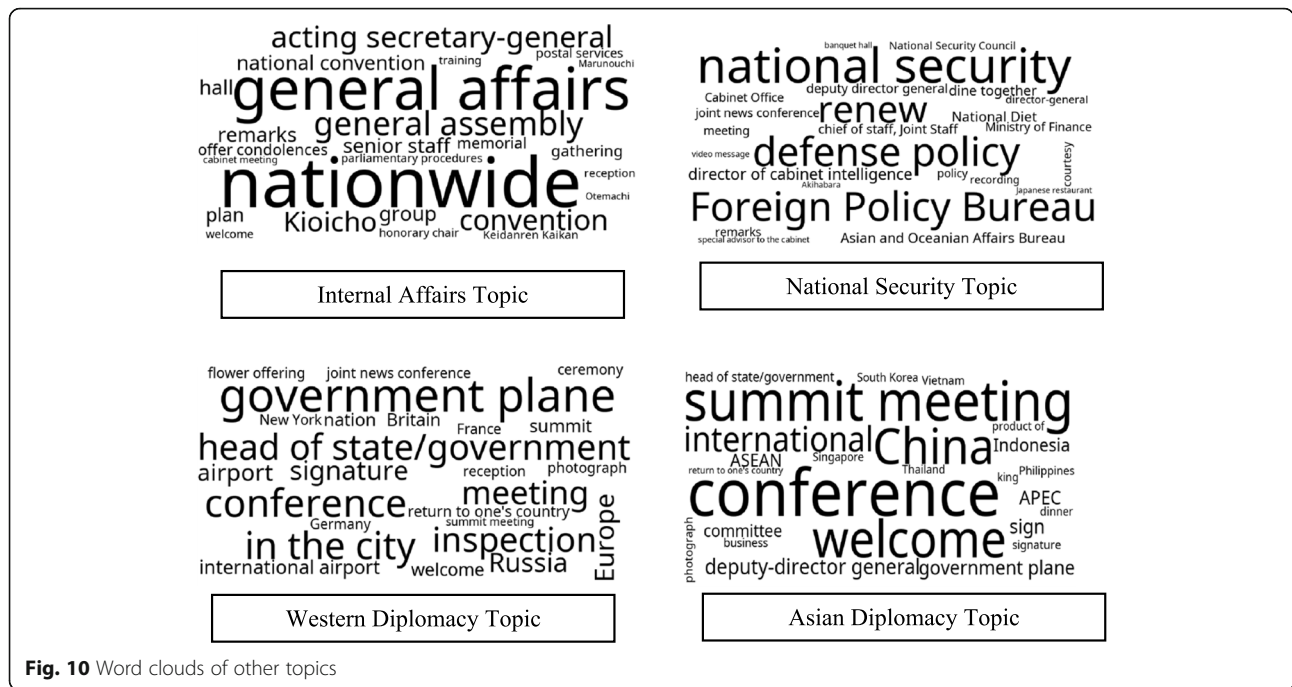 acting secretary-general
national convention training postal services
Marunouchi
hall general affairs
remarks general assembly
offer condolences senior staff memorial gathering
cabinet meeting parliamentary procedures
nationwide reception
Otemachi
plan Kioicho group convention
welcome honorary chair Keidanren Kaikan
Internal Affairs Topic
banquet hall National Security Council
national security
deputy director general dine together
Cabinet Office renew director-general
joint news conference National Diet
meeting chief of staff, Joint Staff Ministry of Finance
video message defense policy courtesy
director of cabinet intelligence policy recording
Akihabara Japanese restaurant
Foreign Policy Bureau
remarks
special advisor to the cabinet Asian and Oceanian Affairs Bureau
National Security Topic
flower offering joint news conference ceremony
government plane
New York nation Britain France summit
head of state/government
airport signature reception photograph
conference meeting
return to one's country
Germany summit meeting Europe
in the city inspection
international airport welcome Russia
Western Diplomacy Topic
head of state/government South Korea Vietnam
summit meeting
product of
international China Indonesia
ASEAN Singapore
return to one's country Thailand king Philippines
conference APEC
dinner
photograph committee welcome sign
business signature
deputy-director general government plane
Asian Diplomacy Topic
Fig. 10 Word clouds of other topics